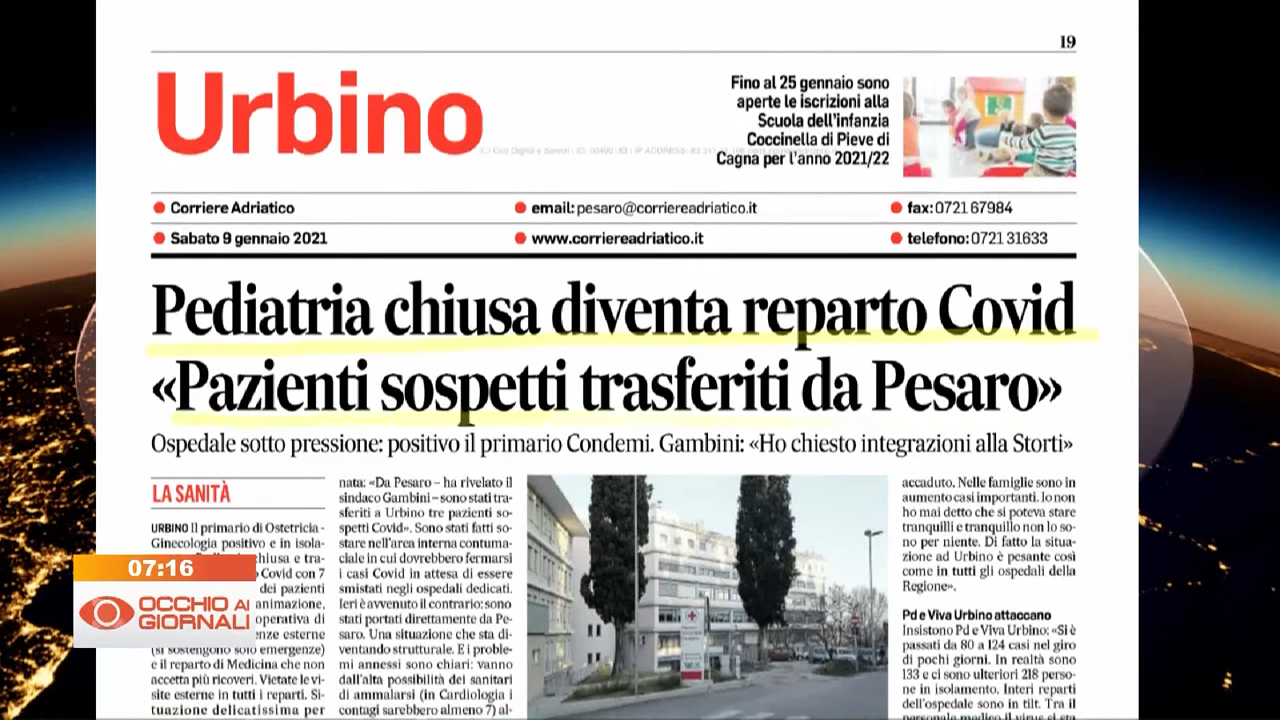 19
Urbino
Fino al 25 gennaio sono
aperte le iscrizioni alla
Scuola dell'infanzia
Coccinella di Pieve di
Cagna per l'anno 2021/22
Corriere Adriatico
email: pesaro@corriereadriatico.it
fax: 0721 67984
Sabato 9 gennaio 2021
www.corriereadriatico.it
telefono: 0721 31633
Pediatria chiusa diventa reparto Covid
«Pazienti sospetti trasferiti da Pesaro»
Ospedale sotto pressione: positivo il primario Condemi. Gambini: «Ho chiesto integrazioni alla Storti»
LA SANITÀ
URBINO Il primario di Ostetricia-
Ginecologia positivo e in isola-
chiusa e tra-
Covid con 7
dei pazienti
animazione,
operativa di
enze esterne
(si sostengono solo emergenze)
e il reparto di Medicina che non
accetta più ricoveri. Vietate le vi-
site esterne in tutti i reparti. Si-
tuazione delicatissima per
nata: «Da Pesaro – ha rivelato il
sindaco Gambini – sono stati tra-
sferiti a Urbino tre pazienti so-
spetti Covid». Sono stati fatti so-
stare nell'area interna contuma-
ciale in cui dovrebbero fermarsi
i casi Covid in attesa di essere
smistati negli ospedali dedicati.
Ieri è avvenuto il contrario: sono
stati portati direttamente da Pe-
saro. Una situazione che sta di-
ventando strutturale. E i proble-
mi annessi sono chiari: vanno
dall'alta possibilità dei sanitari
di ammalarsi (in Cardiologia i
contagi sarebbero almeno 7) al-
accaduto. Nelle famiglie sono in
aumento casi importanti. Io non
ho mai detto che si poteva stare
tranquilli e tranquillo non lo so-
no per niente. Di fatto la situa-
zione ad Urbino è pesante così
come in tutti gli ospedali della
Regione».
Pd e Viva Urbino attaccano
Insistono Pd e Viva Urbino: «Si è
passati da 80 a 124 casi nel giro
di pochi giorni. In realtà sono
133 e ci sono ulteriori 218 perso-
ne in isolamento. Interi reparti
dell'ospedale sono in tilt. Tra il
personale medico il virus si sta
07:16
OCCHIO AI
GIORNALI